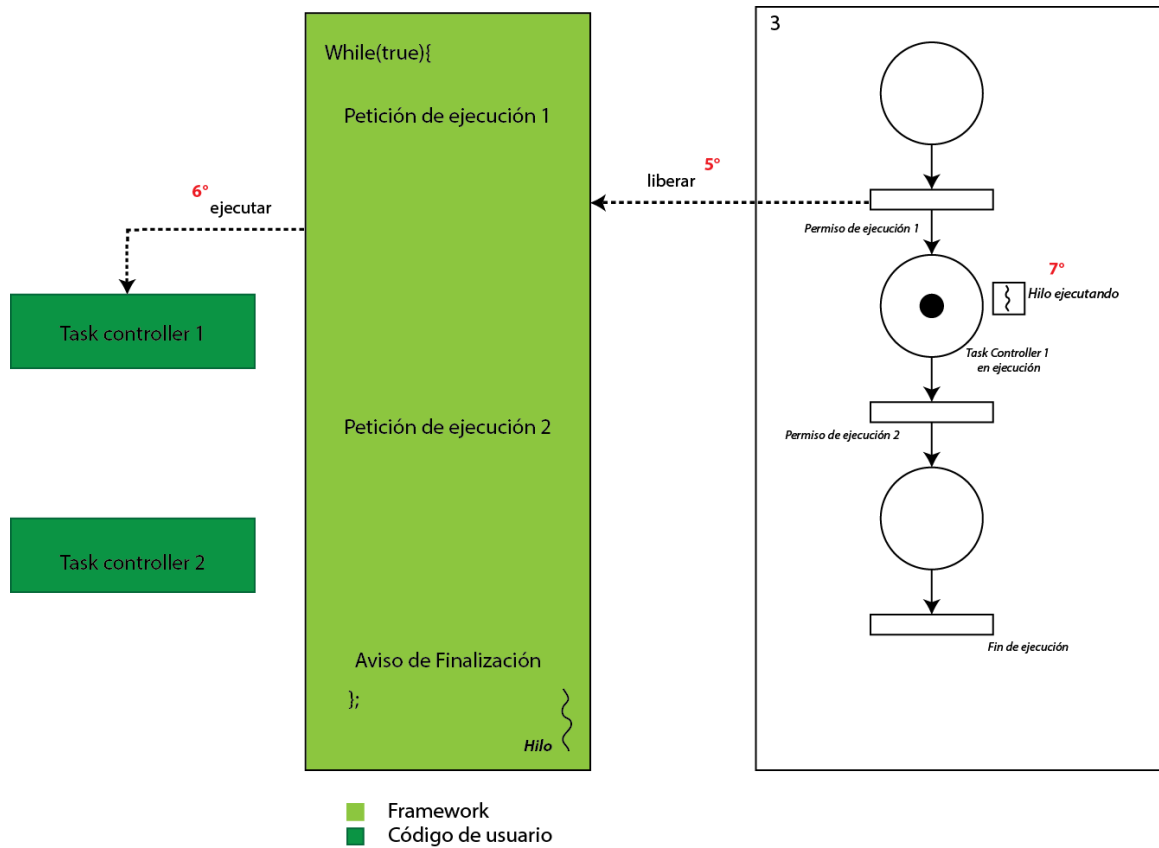 3
While(true){
Petición de ejecución 1
5°
liberar
6°
ejecutar
Permiso de ejecución 1
7°
Hilo ejecutando
Task controller 1
Task Controller 1
en ejecución
Petición de ejecución 2
Permiso de ejecución 2
Task controller 2
Fin de ejecución
Aviso de Finalización
};
Hilo
Framework
Código de usuario